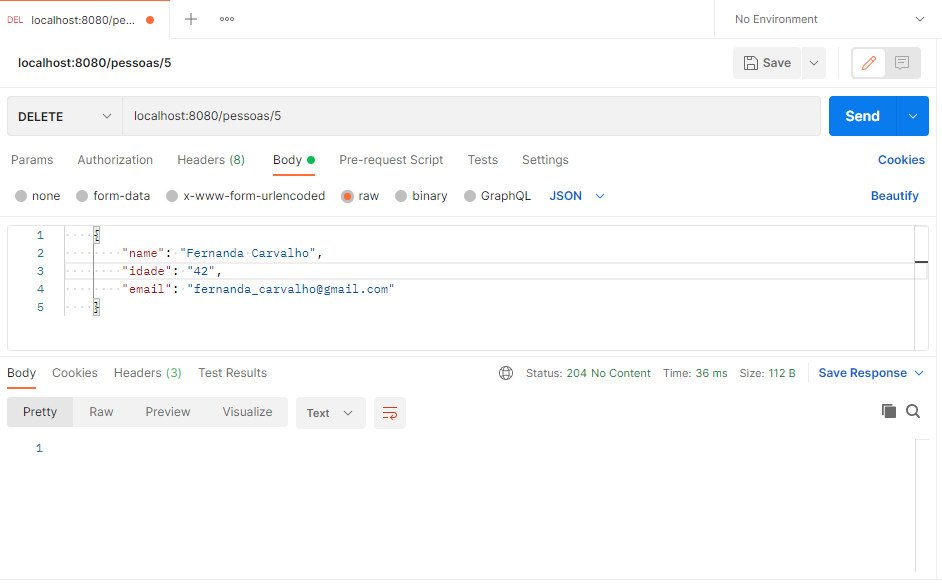 DEL localhost:8080/pe...
No Environment
localhost:8080/pessoas/5
Save
DELETE
localhost:8080/pessoas/5
Send
Params Authorization Headers (8) Body Pre-request Script Tests Settings Cookies
none form-data x-www-form-urlencoded raw binary GraphQL JSON Beautify
1 {
2 "name": "Fernanda Carvalho",
3 "idade": "42",
4 "email": "fernanda_carvalho@gmail.com"
5 }
Body Cookies Headers (3) Test Results Status: 204 No Content Time: 36 ms Size: 112 B Save Response
Pretty Raw Preview Visualize Text
1